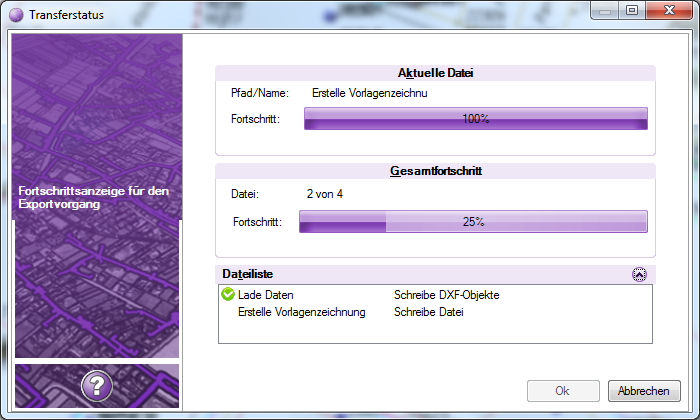 Transferstatus
Fortschrittsanzeige für den
Exportvorgang
?
Aktuelle Datei
Pfad/Name: Erstelle Vorlagenzeichnu
Fortschritt: 100%
Gesamtfortschritt
Datei: 2 von 4
Fortschritt: 25%
Dateiliste
Lade Daten Schreibe DXF-Objekte
Erstelle Vorlagenzeichnung Schreibe Datei
Ok Abbrechen